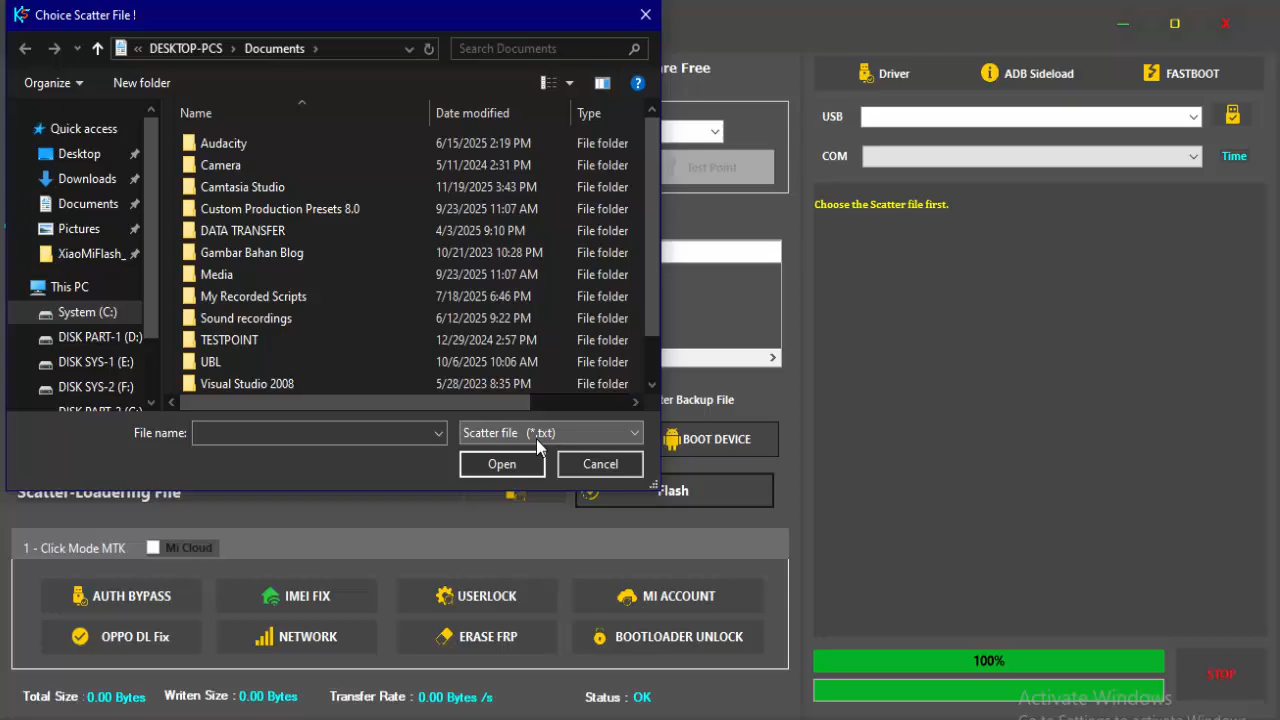 Choice Scatter File !
DESKTOP-PCS
Documents
Search Documents
Organize
New folder
Quick access
Desktop
Downloads
Documents
Pictures
XiaoMiFlash_
This PC
System (C:)
DISK PART-1 (D:)
DISK SYS-1 (E:)
DISK SYS-2 (F:)
Name Date modified Type
Audacity 6/15/2025 2:19 PM File folder
Camera 5/11/2024 2:31 PM File folder
Camtasia Studio 11/19/2025 3:43 PM File folder
Custom Production Presets 8.0 9/23/2025 11:07 AM File folder
DATA TRANSFER 4/3/2025 9:10 PM File folder
Gambar Bahan Blog 10/21/2023 10:28 PM File folder
Media 9/23/2025 11:07 AM File folder
My Recorded Scripts 7/18/2025 6:46 PM File folder
Sound recordings 6/12/2025 9:22 PM File folder
TESTPOINT 12/29/2024 2:57 PM File folder
UBL 10/6/2025 10:06 AM File folder
Visual Studio 2008 5/28/2023 8:35 PM File folder
File name:
Scatter file (*.txt)
Open
Cancel
Free
Test Point
Backup File
BOOT DEVICE
Scatter-Loadering File
Flash
1 - Click Mode MTK
Mi Cloud
AUTH BYPASS
IMEI FIX
USERLOCK
MI ACCOUNT
OPPO DL Fix
NETWORK
ERASE FRP
BOOTLOADER UNLOCK
Total Size : 0.00 Bytes
Writen Size : 0.00 Bytes
Transfer Rate : 0.00 Bytes /s
Status : OK
Driver
ADB Sideload
FASTBOOT
USB
COM
Time
Choose the Scatter file first.
100%
STOP
Activate Windows